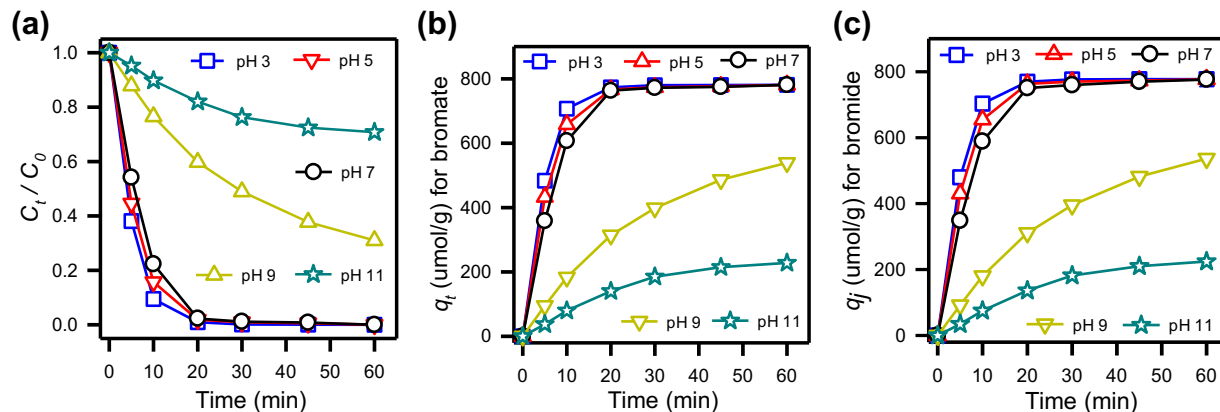 (a)
1.0
0.8
0.6
0.4
0.2
0.0
C_t / C_0
pH 3
pH 5
pH 7
pH 9
pH 11
0 10 20 30 40 50 60
Time (min)
(b)
800
600
400
200
0
q_t (umol/g) for bromate
pH 3 pH 5 pH 7
pH 9 pH 11
0 10 20 30 40 50 60
Time (min)
(c)
800
600
400
200
0
qj (umol/g) for bromide
pH 3 pH 5 pH 7
pH 9 pH 11
0 10 20 30 40 50 60
Time (min)